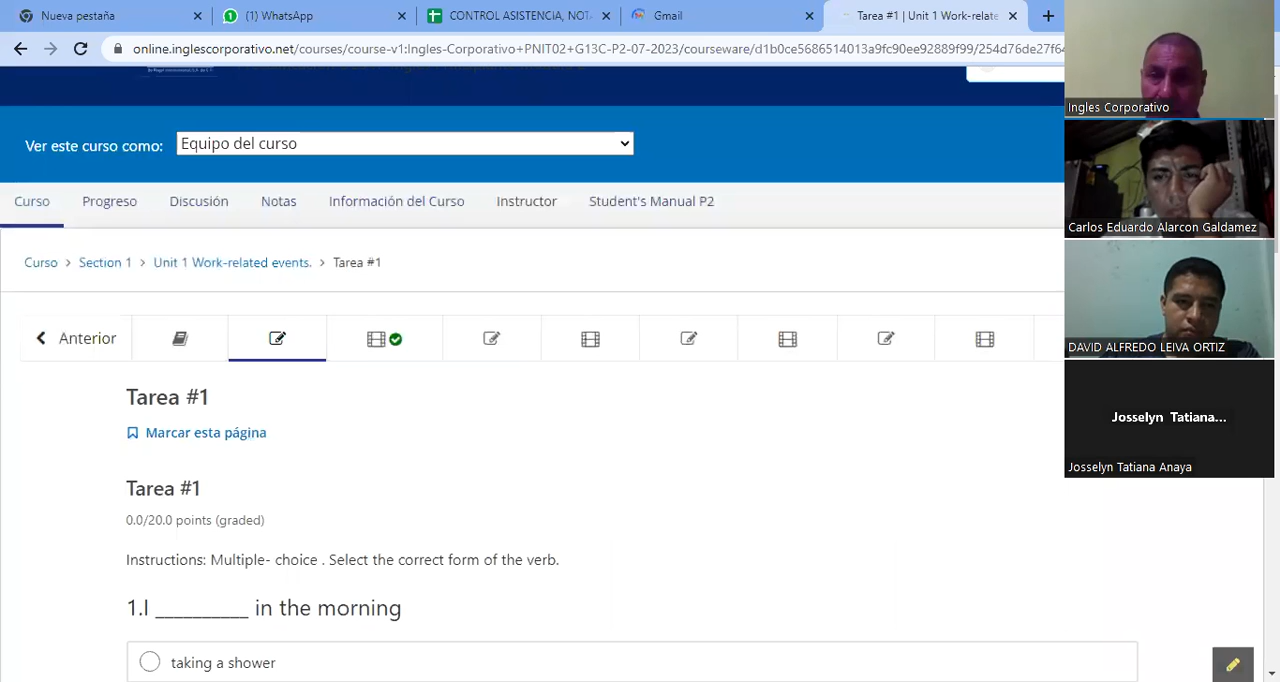 Nueva pestaña
(1) WhatsApp
CONTROL ASISTENCIA, NOT
Gmail
Tarea #1 | Unit 1 Work-relate
online.inglescorporativo.net/courses/course-v1:Ingles-Corporativo+PNIT02+G13C-P2-07-2023/courseware/d1b0ce5686514013a9fc90ee92889f99/254d76de27f64
Ver este curso como:
Equipo del curso
Curso
Progreso
Discusión
Notas
Información del Curso
Instructor
Student's Manual P2
Curso > Section 1 > Unit 1 Work-related events. > Tarea #1
Anterior
Tarea #1
Marcar esta página
Tarea #1
0.0/20.0 points (graded)
Instructions: Multiple- choice . Select the correct form of the verb.
1.I __________ in the morning
taking a shower
Ingles Corporativo
Carlos Eduardo Alarcon Galdamez
DAVID ALFREDO LEIVA ORTIZ
Josselyn Tatiana...
Josselyn Tatiana Anaya